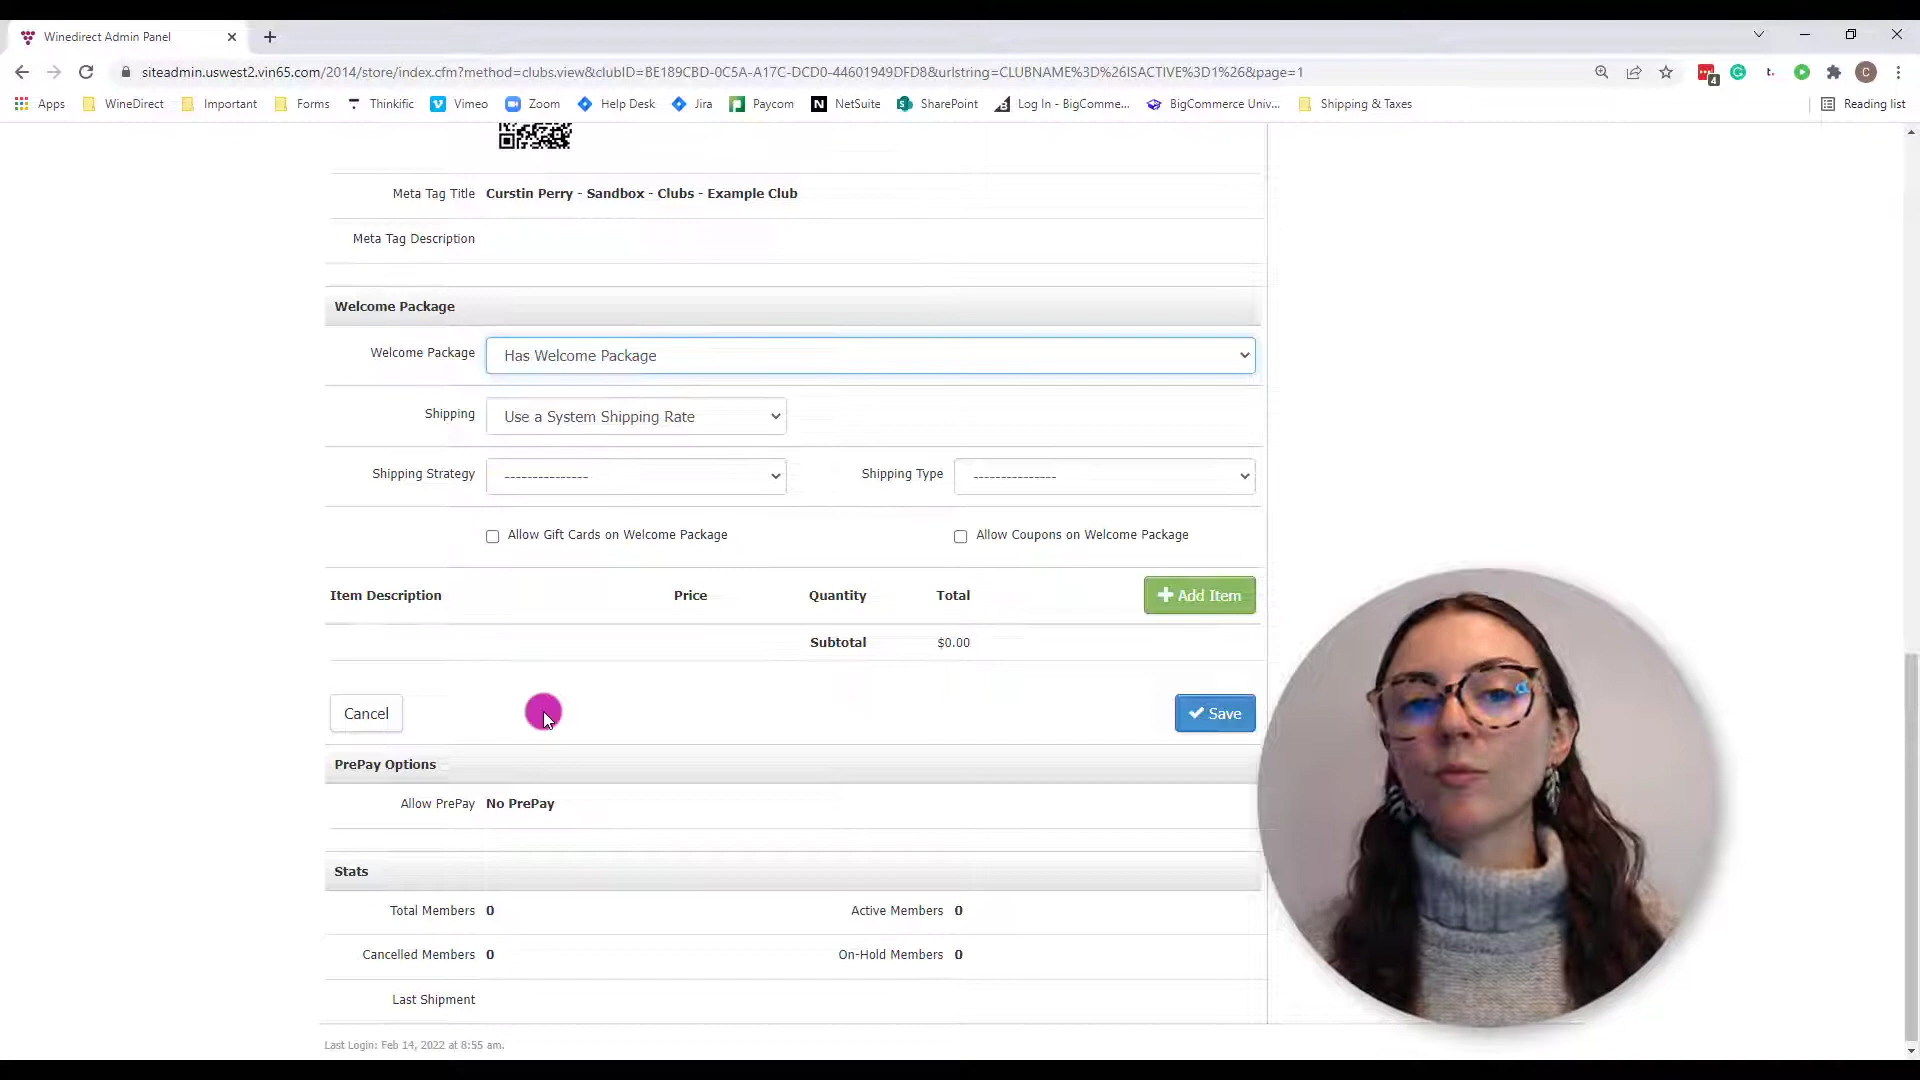 Winedirect Admin Panel
siteadmin.uswest2.vin65.com/2014/store/index.cfm?method=clubs.view&clubID=BE189CBD-0C5A-A17C-DCD0-44601949DFD8&urlstring=CLUBNAME%3D%26ISACTIVE%3D1%26&page=1
4
C
Apps WineDirect Important Forms Thinkific Vimeo Zoom Help Desk Jira Paycom NetSuite SharePoint Log In - BigComme... BigCommerce Univ... Shipping & Taxes Reading list
Meta Tag Title Curstin Perry - Sandbox - Clubs - Example Club
Meta Tag Description
Welcome Package
Welcome Package Has Welcome Package
Shipping Use a System Shipping Rate
Shipping Strategy --------------- Shipping Type ---------------
Allow Gift Cards on Welcome Package Allow Coupons on Welcome Package
Item Description Price Quantity Total Add Item
Subtotal $0.00
Cancel Save
PrePay Options
Allow PrePay No PrePay
Stats
Total Members 0 Active Members 0
Cancelled Members 0 On-Hold Members 0
Last Shipment
Last Login: Feb 14, 2022 at 8:55 am.